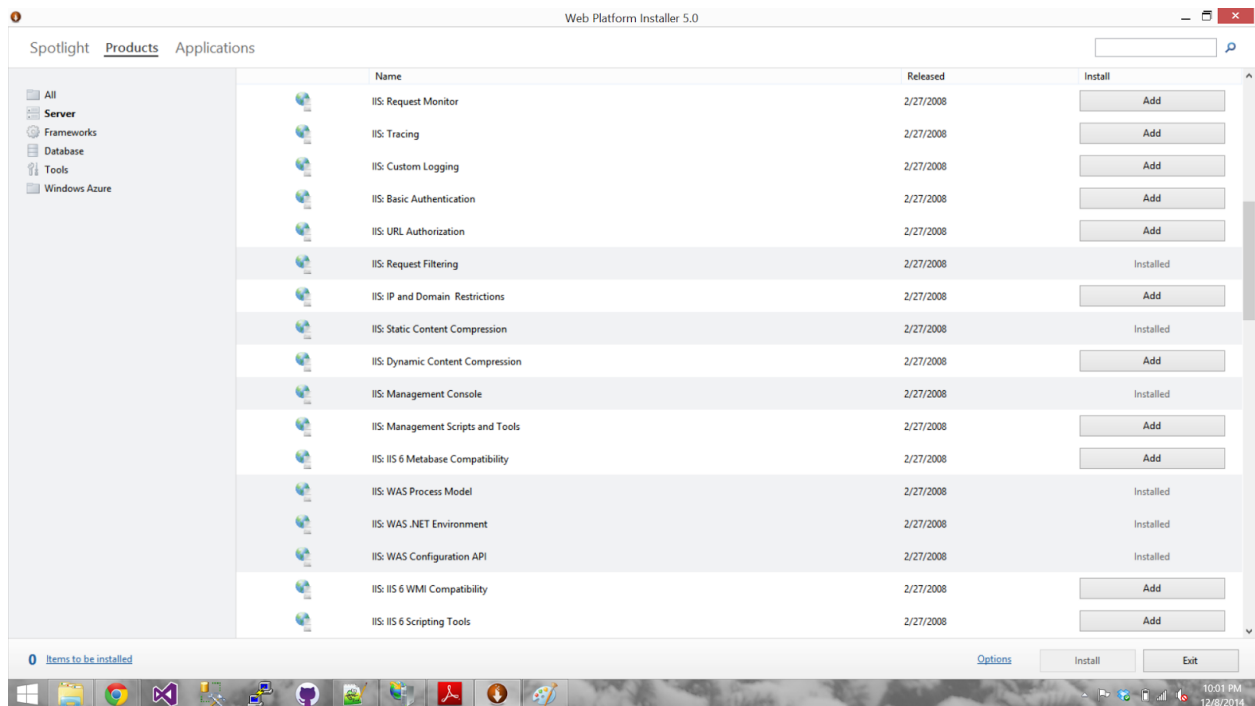 Web Platform Installer 5.0
Spotlight Products Applications
Name Released Install
All
Server
Frameworks
Database
Tools
Windows Azure
IIS: Request Monitor 2/27/2008 Add
IIS: Tracing 2/27/2008 Add
IIS: Custom Logging 2/27/2008 Add
IIS: Basic Authentication 2/27/2008 Add
IIS: URL Authorization 2/27/2008 Add
IIS: Request Filtering 2/27/2008 Installed
IIS: IP and Domain Restrictions 2/27/2008 Add
IIS: Static Content Compression 2/27/2008 Installed
IIS: Dynamic Content Compression 2/27/2008 Add
IIS: Management Console 2/27/2008 Installed
IIS: Management Scripts and Tools 2/27/2008 Add
IIS: IIS 6 Metabase Compatibility 2/27/2008 Add
IIS: WAS Process Model 2/27/2008 Installed
IIS: WAS .NET Environment 2/27/2008 Installed
IIS: WAS Configuration API 2/27/2008 Installed
IIS: IIS 6 WMI Compatibility 2/27/2008 Add
IIS: IIS 6 Scripting Tools 2/27/2008 Add
0 Items to be installed Options Install Exit
10:01 PM
12/8/2014